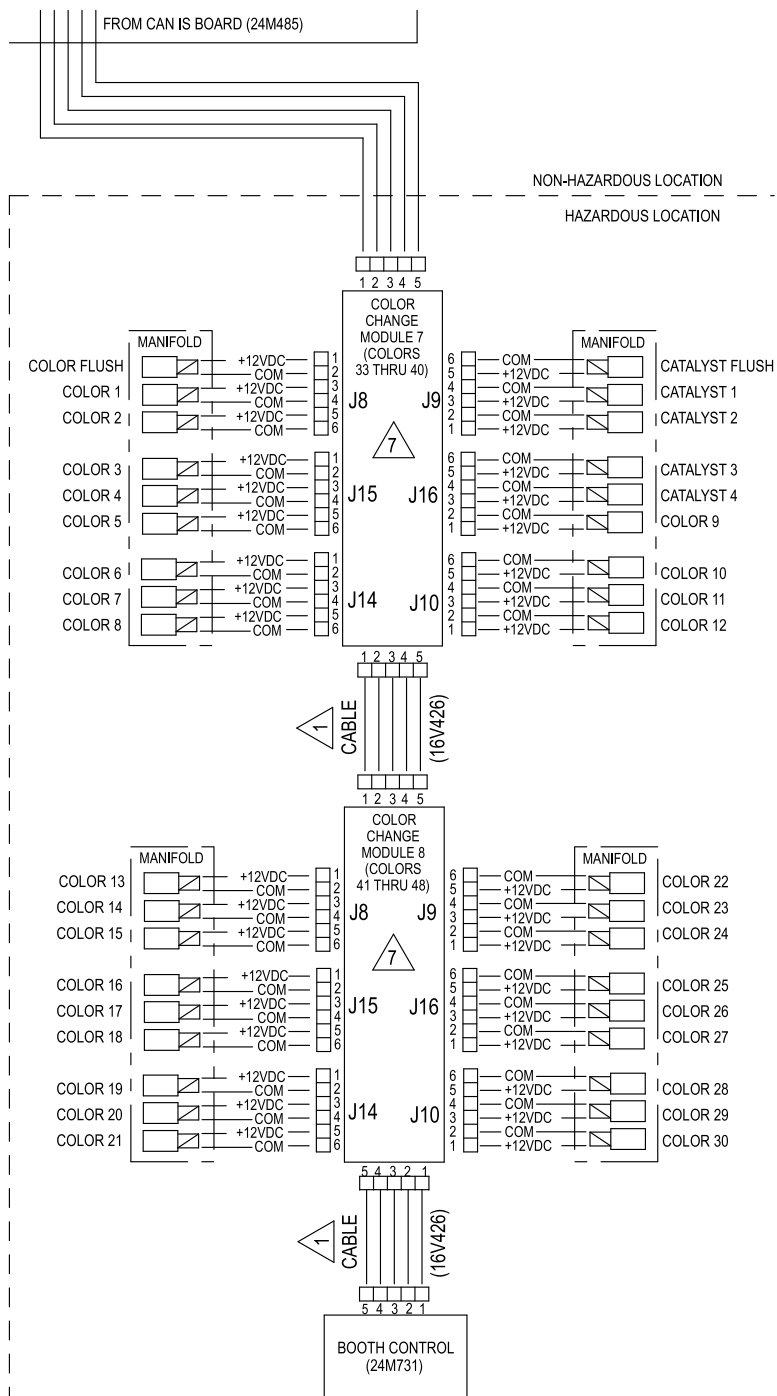 FROM CAN IS BOARD (24M485)
NON-HAZARDOUS LOCATION
HAZARDOUS LOCATION
1 2 3 4 5
COLOR
CHANGE
MODULE 7
(COLORS
33 THRU 40)
MANIFOLD
MANIFOLD
COLOR FLUSH +12VDC 1 6 COM CATALYST FLUSH
COM 2 5 +12VDC
COLOR 1 +12VDC 3 4 COM CATALYST 1
COM 4 J8 J9 3 +12VDC
COLOR 2 +12VDC 5 2 COM CATALYST 2
COM 6 1 +12VDC
7
COLOR 3 +12VDC 1 6 COM CATALYST 3
COM 2 5 +12VDC
COLOR 4 +12VDC 3 J15 J16 4 COM CATALYST 4
COM 4 3 +12VDC
COLOR 5 +12VDC 5 2 COM COLOR 9
COM 6 1 +12VDC
COLOR 6 +12VDC 1 6 COM COLOR 10
COM 2 5 +12VDC
COLOR 7 +12VDC 3 4 COM COLOR 11
COM 4 J14 J10 3 +12VDC
COLOR 8 +12VDC 5 2 COM COLOR 12
COM 6 1 +12VDC
1 2 3 4 5
1
CABLE
(16V426)
1 2 3 4 5
COLOR
CHANGE
MODULE 8
(COLORS
41 THRU 48)
MANIFOLD
MANIFOLD
COLOR 13 +12VDC 1 6 COM COLOR 22
COM 2 5 +12VDC
COLOR 14 +12VDC 3 4 COM COLOR 23
COM 4 J8 J9 3 +12VDC
COLOR 15 +12VDC 5 2 COM COLOR 24
COM 6 1 +12VDC
7
COLOR 16 +12VDC 1 6 COM COLOR 25
COM 2 5 +12VDC
COLOR 17 +12VDC 3 J15 J16 4 COM COLOR 26
COM 4 3 +12VDC
COLOR 18 +12VDC 5 2 COM COLOR 27
COM 6 1 +12VDC
COLOR 19 +12VDC 1 6 COM COLOR 28
COM 2 5 +12VDC
COLOR 20 +12VDC 3 4 COM COLOR 29
COM 4 J14 J10 3 +12VDC
COLOR 21 +12VDC 5 2 COM COLOR 30
COM 6 1 +12VDC
5 4 3 2 1
1
CABLE
(16V426)
5 4 3 2 1
BOOTH CONTROL
(24M731)